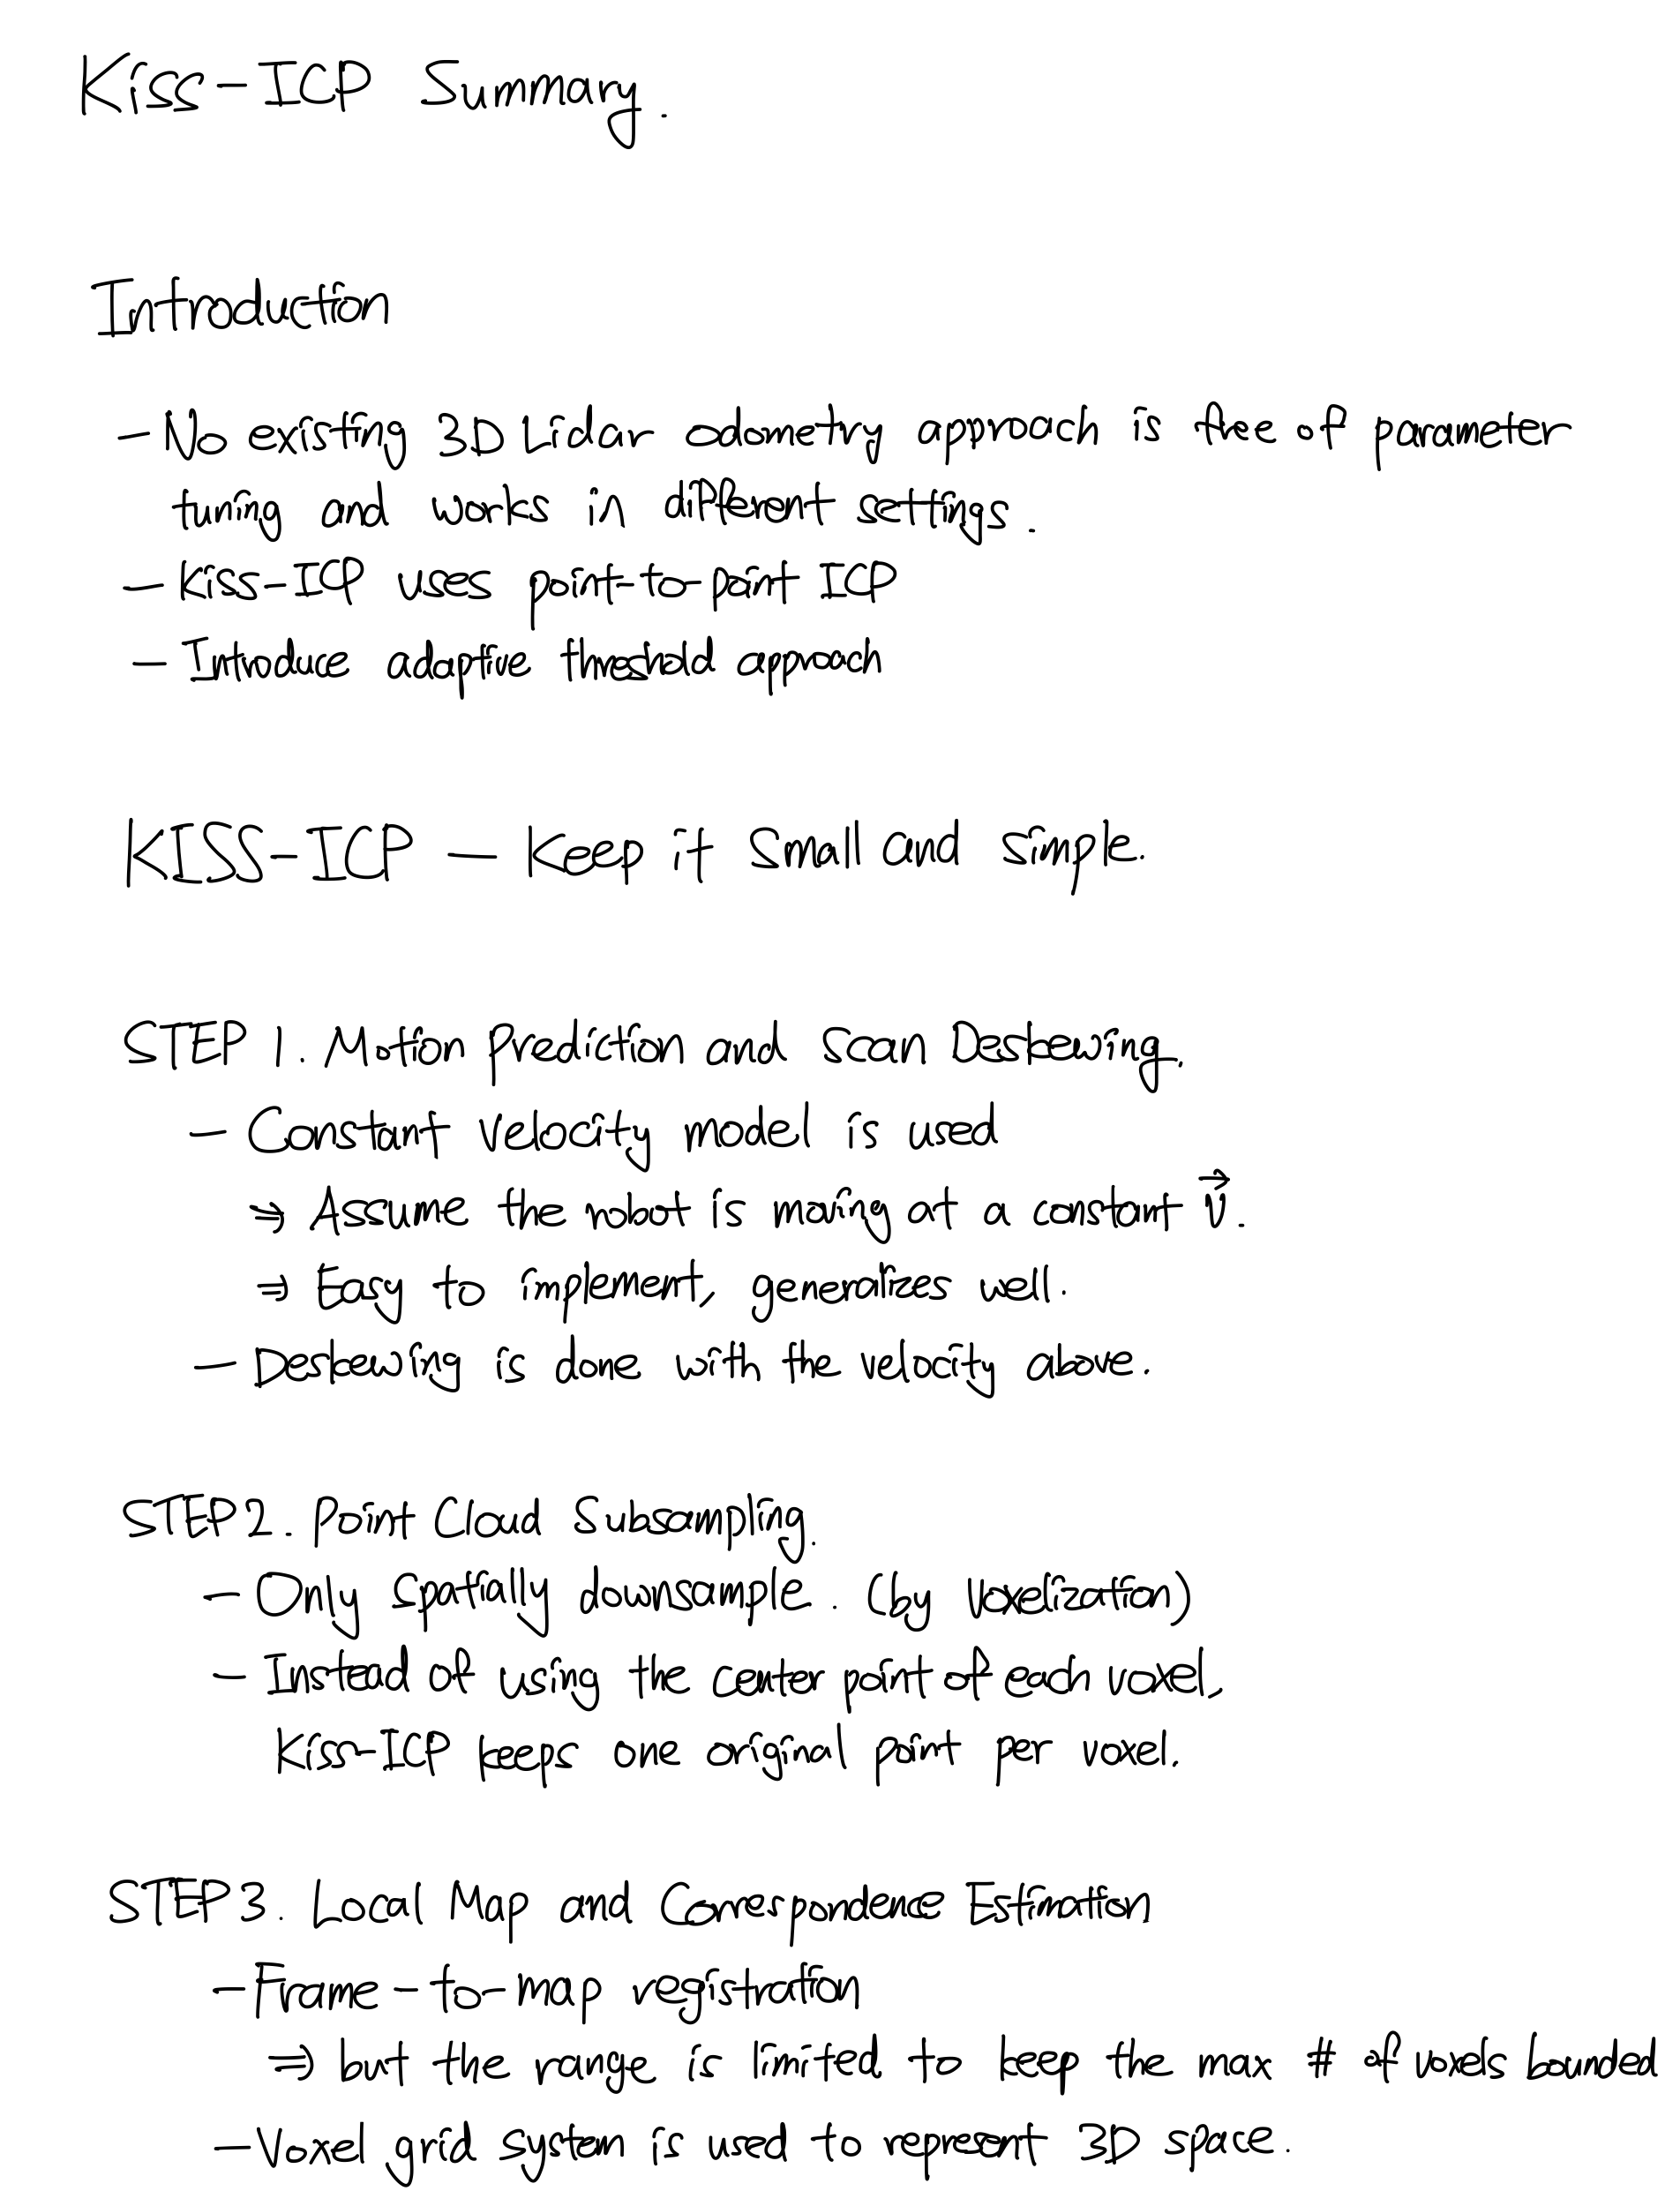 Kiss-ICP Summary.
Introduction
- No existing 3D Lidar odometry approach is free of parameter
tuning and works in different settings.
- Kiss-ICP uses point-to-point ICP
- Introduce adaptive threshold approach
KISS-ICP - Keep it Small and Simple.
STEP 1. Motion Prediction and Scan Deskewing.
- Constant velocity model is used
⇒ Assume the robot is moving at a constant v⃗.
⇒ Easy to implement, generalizes well.
- Deskewing is done with the velocity above.
STEP2. Point Cloud Subsampling.
- Only spatially downsample. (by Voxelization)
- Instead of using the center point of each voxel,
Kiss-ICP keeps one original point per voxel.
STEP3. Local Map and Correspondence Estimation
- Frame-to-map registration
⇒ but the range is limited to keep the max # of voxels bounded
- Voxel grid system is used to represent 3D space.